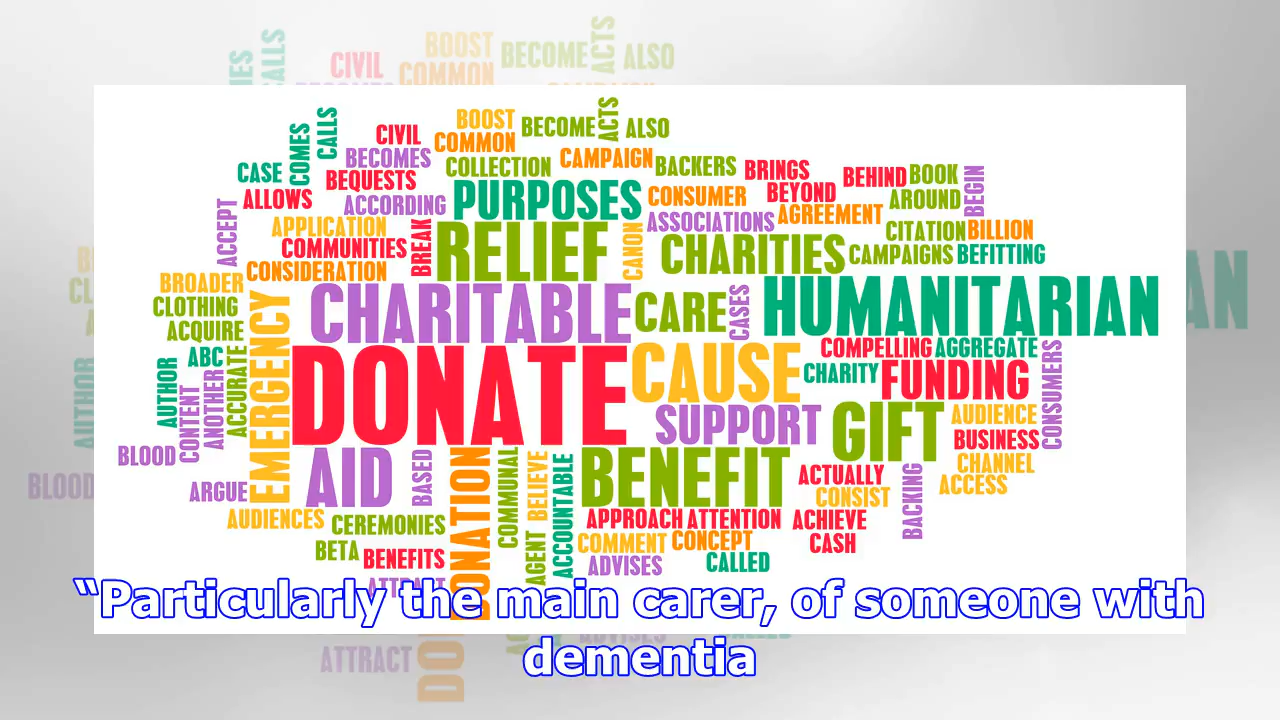 BOOST
BECOME
ACTS
ALSO
CIVIL
COMMON
CALLS
COMES
CASE
BECOMES
COLLECTION
CAMPAIGN
BACKERS
BRINGS
BEHIND
BOOK
BEGIN
ALLOWS
BEQUESTS
ACCORDING
PURPOSES
CONSUMER
BEYOND
AROUND
ACCEPT
APPLICATION
COMMUNITIES
BREAK
RELIEF
CANON
ASSOCIATIONS
AGREEMENT
CITATION
BILLION
CHARITIES
CAMPAIGNS
BEFITTING
BROADER
CONSIDERATION
CLOTHING
ACQUIRE
EMERGENCY
CHARITABLE
CARE
CASES
HUMANITARIAN
ABC
AUTHOR
CONTENT
ANOTHER
ACCURATE
DONATE
CAUSE
COMPELLING
AGGREGATE
CONSUMERS
CHARITY
FUNDING
SUPPORT
GIFT
AUDIENCE
BUSINESS
CHANNEL
ACCESS
BLOOD
ARGUE
AID
BASED
DONATION
COMMUNAL
BELIEVE
ACCOUNTABLE
AGENT
BENEFIT
ACTUALLY
CONSIST
BACKING
AUDIENCES
CEREMONIES
APPROACH
ATTENTION
ACHIEVE
BETA
BENEFITS
COMMENT
CONCEPT
CASH
ADVISES
CALLED
ATTRACT
“Particularly the main carer, of someone with
dementia